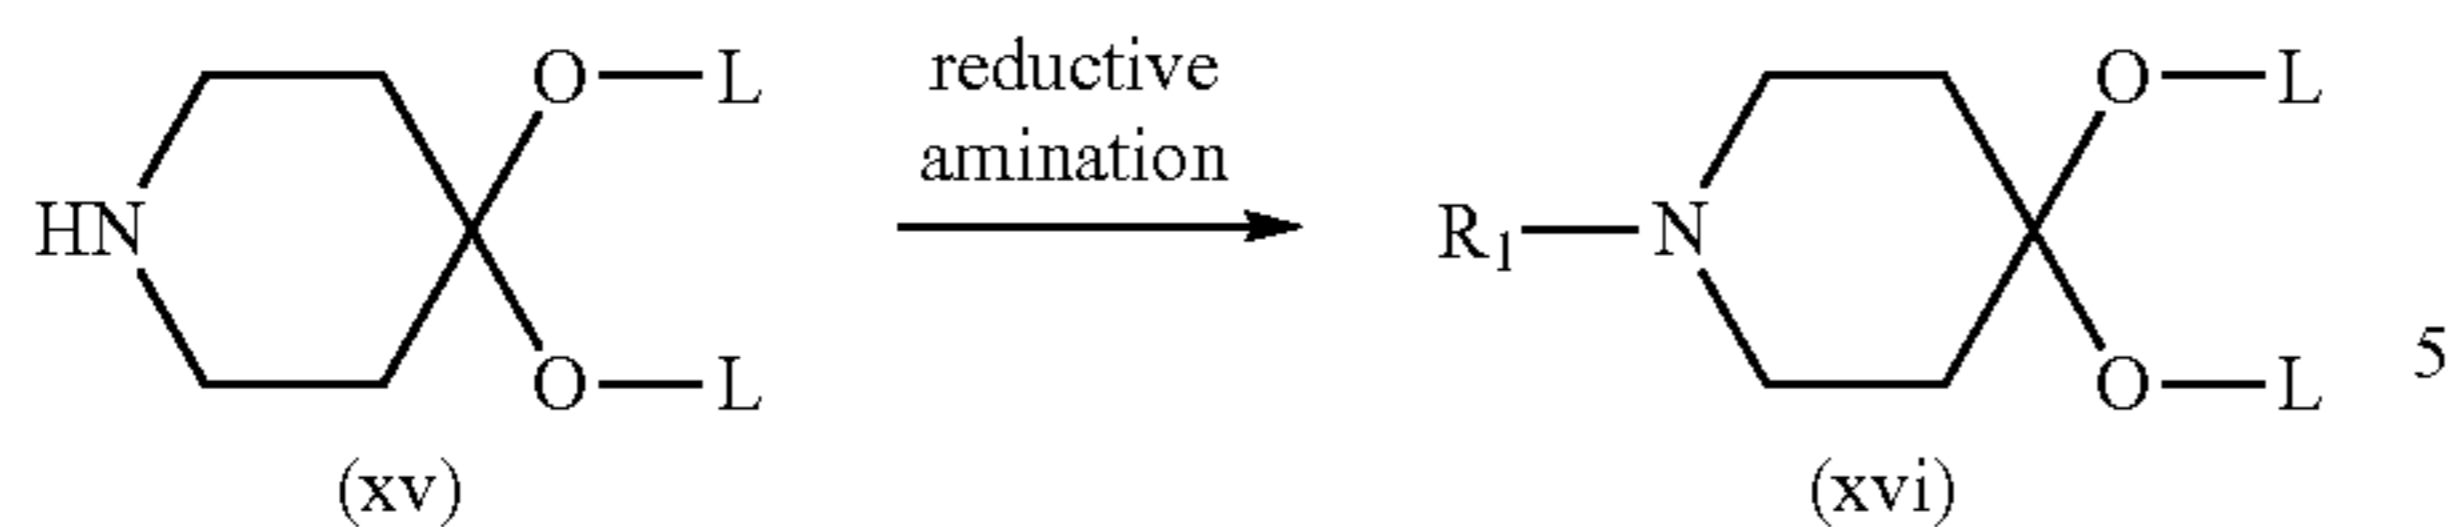 O—L reductive O—L
amination
HN R₁—N
5
O—L O—L
(xv) (xvi)